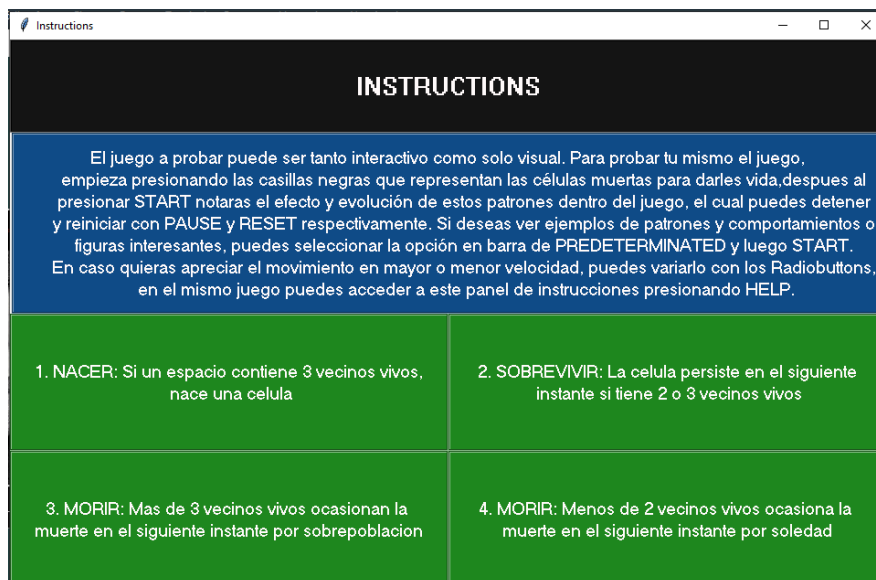 Instructions
INSTRUCTIONS
El juego a probar puede ser tanto interactivo como solo visual. Para probar tu mismo el juego,
empieza presionando las casillas negras que representan las células muertas para darles vida,despues al
presionar START notaras el efecto y evolución de estos patrones dentro del juego, el cual puedes detener
y reiniciar con PAUSE y RESET respectivamente. Si deseas ver ejemplos de patrones y comportamientos o
figuras interesantes, puedes seleccionar la opción en barra de PREDETERMINATED y luego START.
En caso quieras apreciar el movimiento en mayor o menor velocidad, puedes variarlo con los Radiobuttons,
en el mismo juego puedes acceder a este panel de instrucciones presionando HELP.
1. NACER: Si un espacio contiene 3 vecinos vivos,
nace una celula
2. SOBREVIVIR: La celula persiste en el siguiente
instante si tiene 2 o 3 vecinos vivos
3. MORIR: Mas de 3 vecinos vivos ocasionan la
muerte en el siguiente instante por sobrepoblacion
4. MORIR: Menos de 2 vecinos vivos ocasiona la
muerte en el siguiente instante por soledad